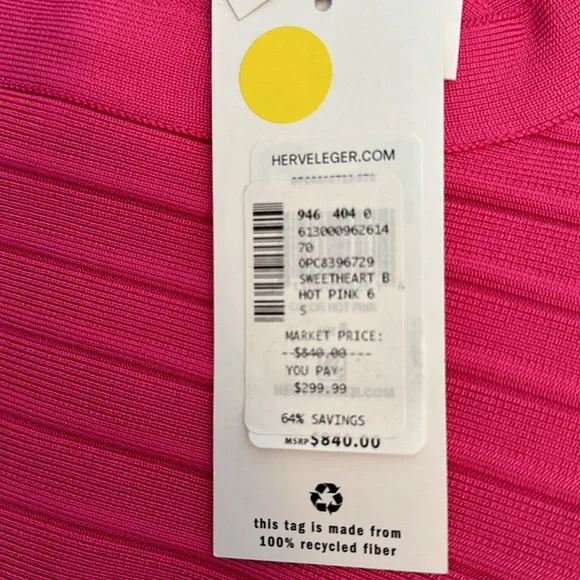 HERVELEGER.COM
946 404 0
613000962614
70
OPC8396729
SWEETHEART B
HOT PINK 6
S
MARKET PRICE:
--$840.00---
YOU PAY:
$299.99
64% SAVINGS
MSRP $840.00
this tag is made from
100% recycled fiber